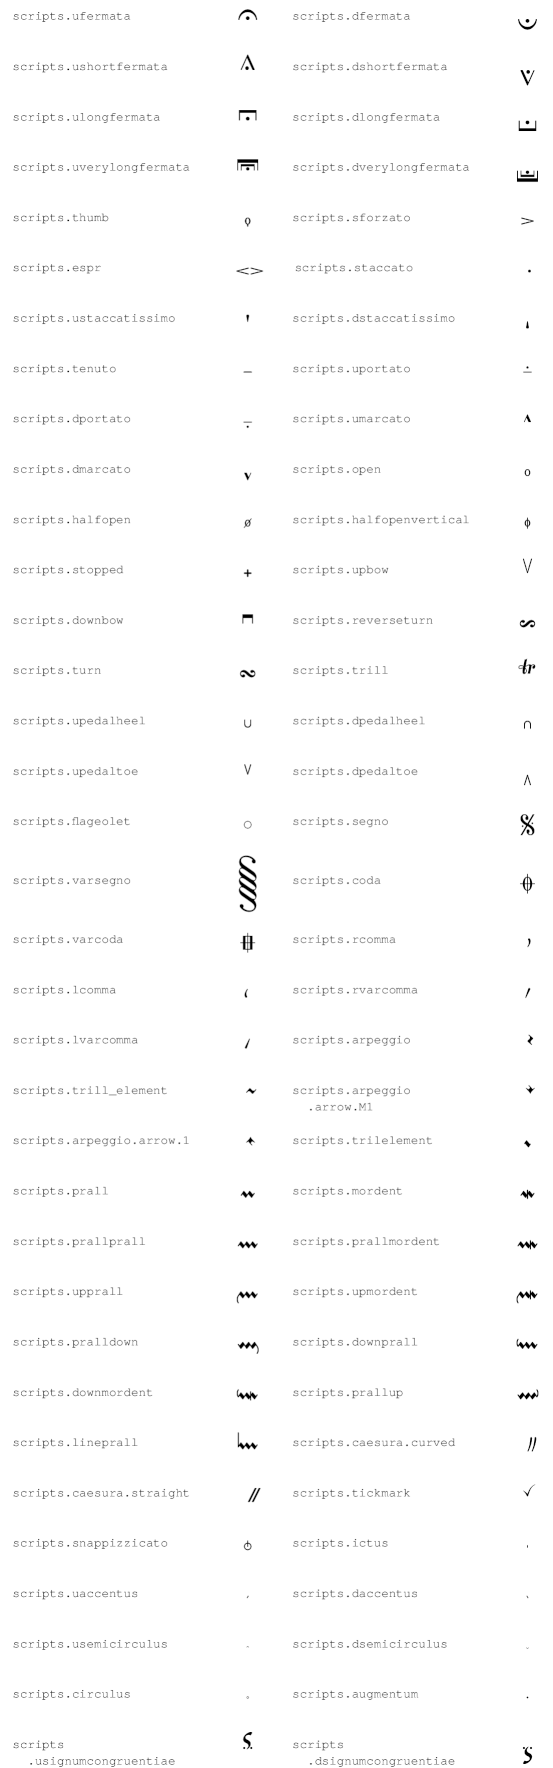 scripts.ufermata scripts.dfermata
scripts.ushortfermata scripts.dshortfermata
scripts.ulongfermata scripts.dlongfermata
scripts.uverylongfermata scripts.dverylongfermata
scripts.thumb scripts.sforzato
scripts.espr scripts.staccato
scripts.ustaccatissimo scripts.dstaccatissimo
scripts.tenuto scripts.uportato
scripts.dportato scripts.umarcato
scripts.dmarcato scripts.open
scripts.halfopen scripts.halfopenvertical
scripts.stopped scripts.upbow
scripts.downbow scripts.reverseturn
scripts.turn scripts.trill
scripts.upedalheel scripts.dpedalheel
scripts.upedaltoe scripts.dpedaltoe
scripts.flageolet scripts.segno
scripts.varsegno scripts.coda
scripts.varcoda scripts.rcomma
scripts.lcomma scripts.rvarcomma
scripts.lvarcomma scripts.arpeggio
scripts.trill_element scripts.arpeggio
.arrow.M1
scripts.arpeggio.arrow.1 scripts.trilelement
scripts.prall scripts.mordent
scripts.prallprall scripts.prallmordent
scripts.upprall scripts.upmordent
scripts.pralldown scripts.downprall
scripts.downmordent scripts.prallup
scripts.lineprall scripts.caesura.curved
scripts.caesura.straight scripts.tickmark
scripts.snappizzicato scripts.ictus
scripts.uaccentus scripts.daccentus
scripts.usemicirculus scripts.dsemicirculus
scripts.circulus scripts.augmentum
scripts scripts
.usignumcongruentiae .dsignumcongruentiae